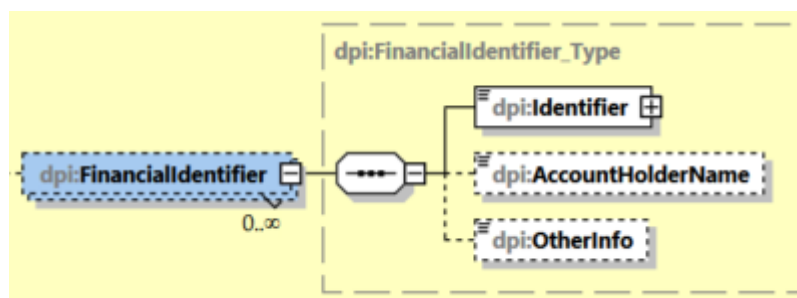 dpi:FinancialIdentifier_Type
dpi:Identifier
dpi:FinancialIdentifier
0..∞
dpi:AccountHolderName
dpi:OtherInfo